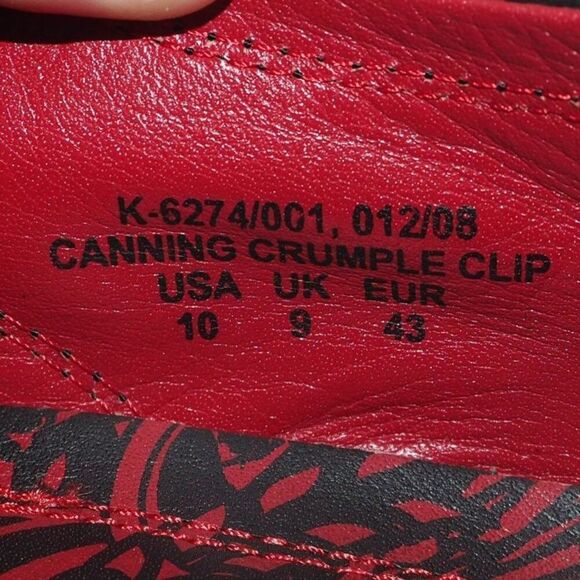 K-6274/001, 012/08
CANNING CRUMPLE CLIP
USA UK EUR
10 9 43